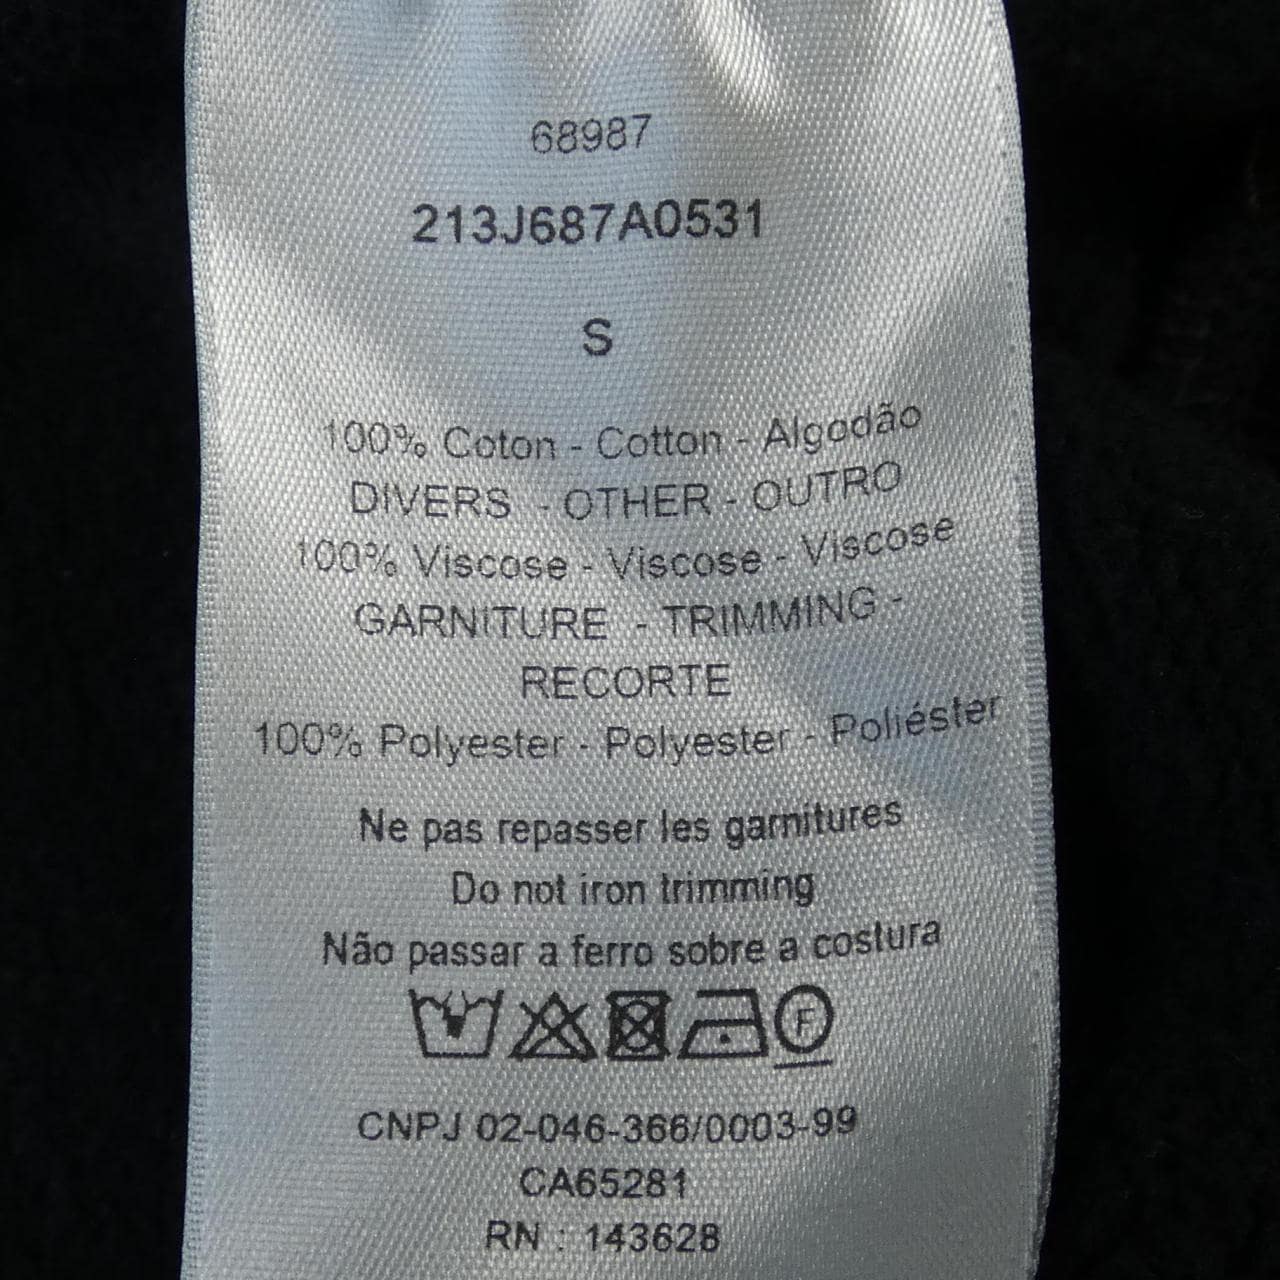 68987
213J687A0531
S
100% Coton - Cotton - Algodão
DIVERS - OTHER - OUTRO
100% Viscose - Viscose - Viscose
GARNITURE - TRIMMING -
RECORTE
100% Polyester - Polyester - Poliéster
Ne pas repasser les garnitures
Do not iron trimming
Não passar a ferro sobre a costura
F
CNPJ 02-046-366/0003-99
CA65281
RN : 143628